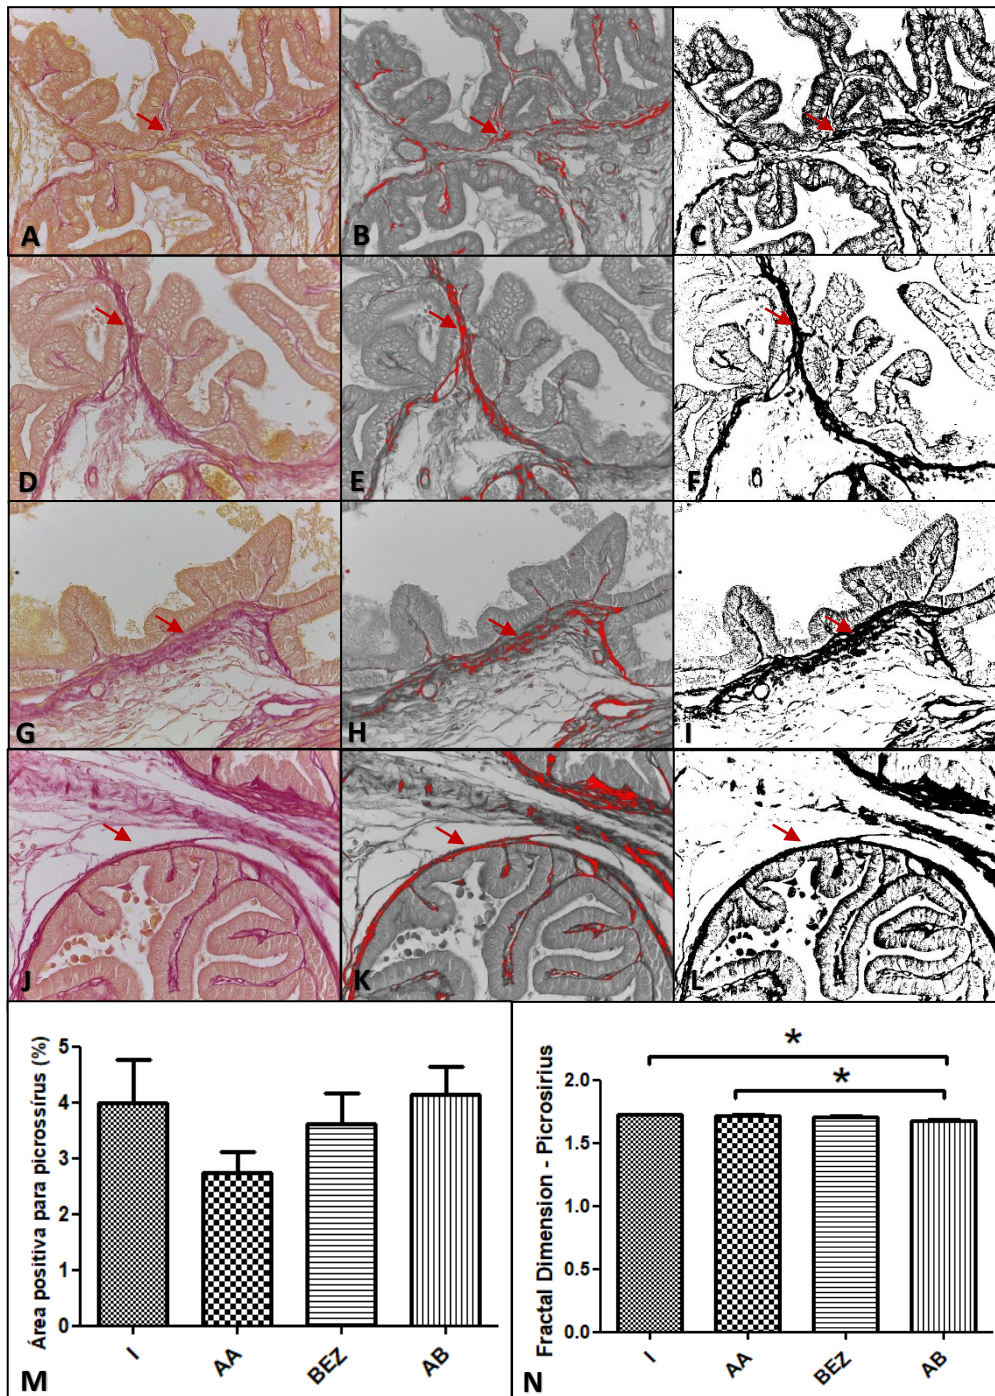 A
B
C
D
E
F
G
H
I
J
K
L
Área positiva para picrossírus (%)
5
4
3
2
1
0
I
AA
BEZ
AB
M
*
*
Fractal Dimension - Picrosirius
2.0
1.5
1.0
0.5
0.0
I
AA
BEZ
AB
N